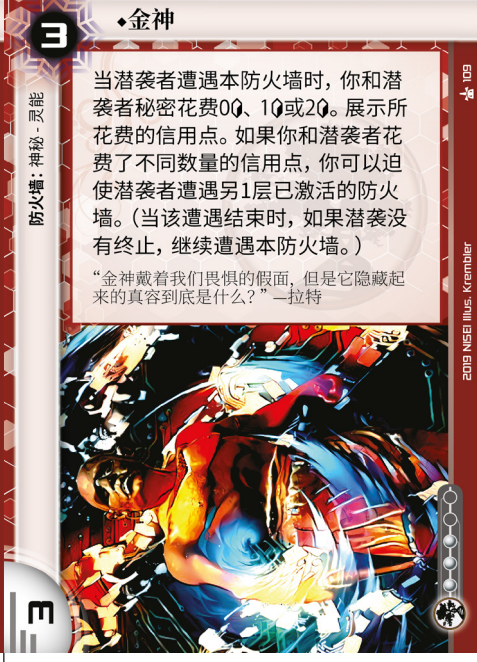 3
◆金神
防火墙：神秘 - 灵能
当潜袭者遭遇本防火墙时，你和潜
袭者秘密花费0、1或2。展示所
花费的信用点。如果你和潜袭者花
费了不同数量的信用点，你可以迫
使潜袭者遭遇另1层已激活的防火
墙。（当该遭遇结束时，如果潜袭没
有终止，继续遭遇本防火墙。）
“金神戴着我们畏惧的假面，但是它隐藏起
来的真容到底是什么？” —拉特
3
109
2019 NISEI Illus. Krembler